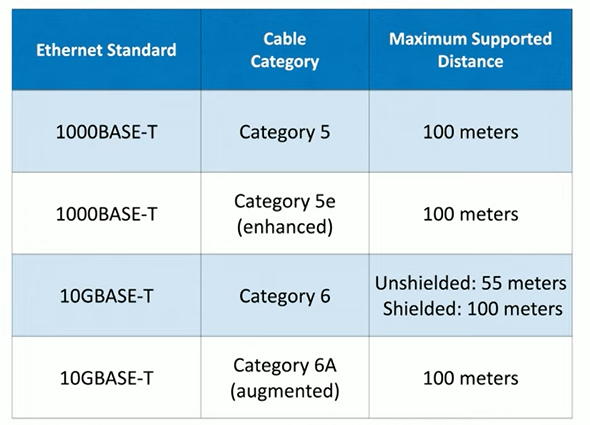 Ethernet Standard
Cable
Category
Maximum Supported
Distance
1000BASE-T
Category 5
100 meters
1000BASE-T
Category 5e
(enhanced)
100 meters
10GBASE-T
Category 6
Unshielded: 55 meters
Shielded: 100 meters
10GBASE-T
Category 6A
(augmented)
100 meters